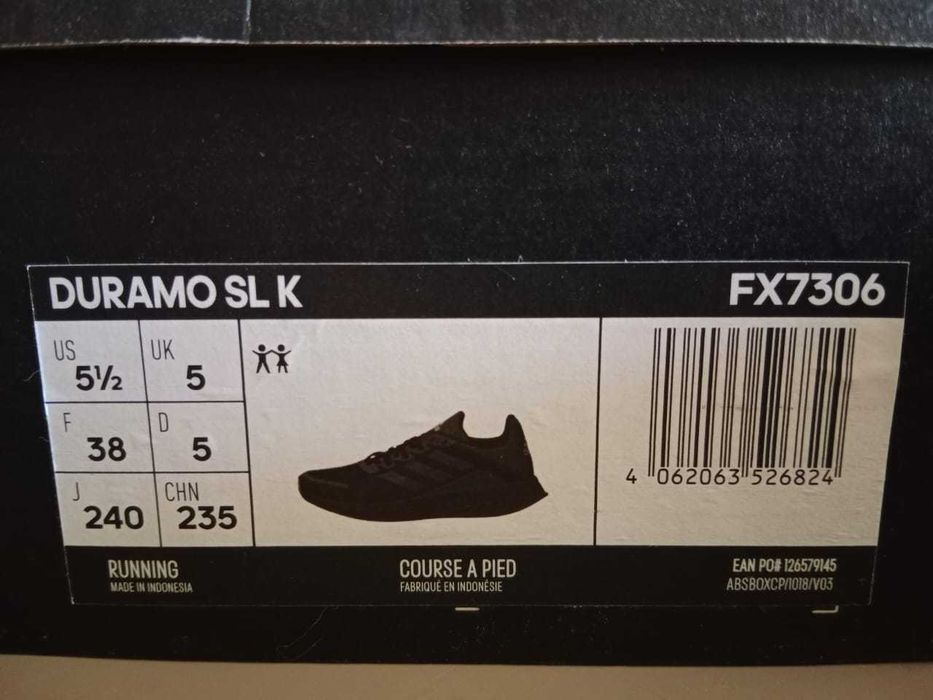 DURAMO SL K
FX7306
US
5½
UK
5
F
38
D
5
J
240
CHN
235
4 062063 526824
RUNNING
MADE IN INDONESIA
COURSE A PIED
FABRIQUÉ EN INDONÉSIE
EAN PO# 126579145
ABSBOXCP/1018/V03